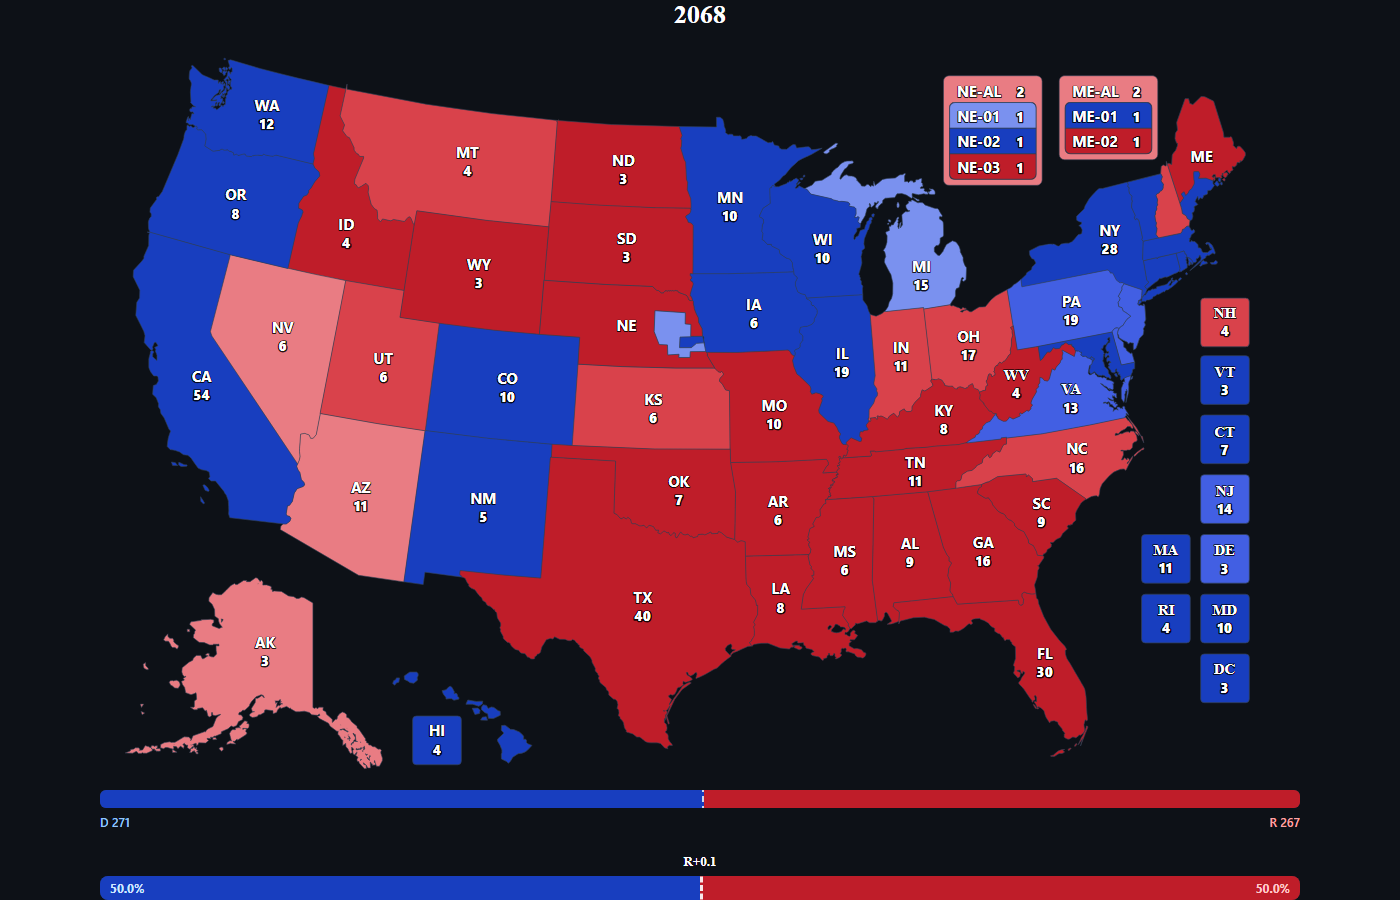 2068
WA
12
OR
8
CA
54
NV
6
ID
4
MT
4
WY
3
UT
6
AZ
11
CO
10
NM
5
ND
3
SD
3
NE
KS
6
OK
7
TX
40
MN
10
IA
6
MO
10
AR
6
LA
8
WI
10
IL
19
MI
15
IN
11
OH
17
KY
8
TN
11
MS
6
AL
9
GA
16
FL
30
SC
9
NC
16
VA
13
WV
4
PA
19
NY
28
ME
AK
3
HI
4
NE-AL 2
NE-01 1
NE-02 1
NE-03 1
ME-AL 2
ME-01 1
ME-02 1
NH
4
VT
3
CT
7
NJ
14
MA
11
DE
3
RI
4
MD
10
DC
3
D 271
R 267
R+0.1
50.0%
50.0%